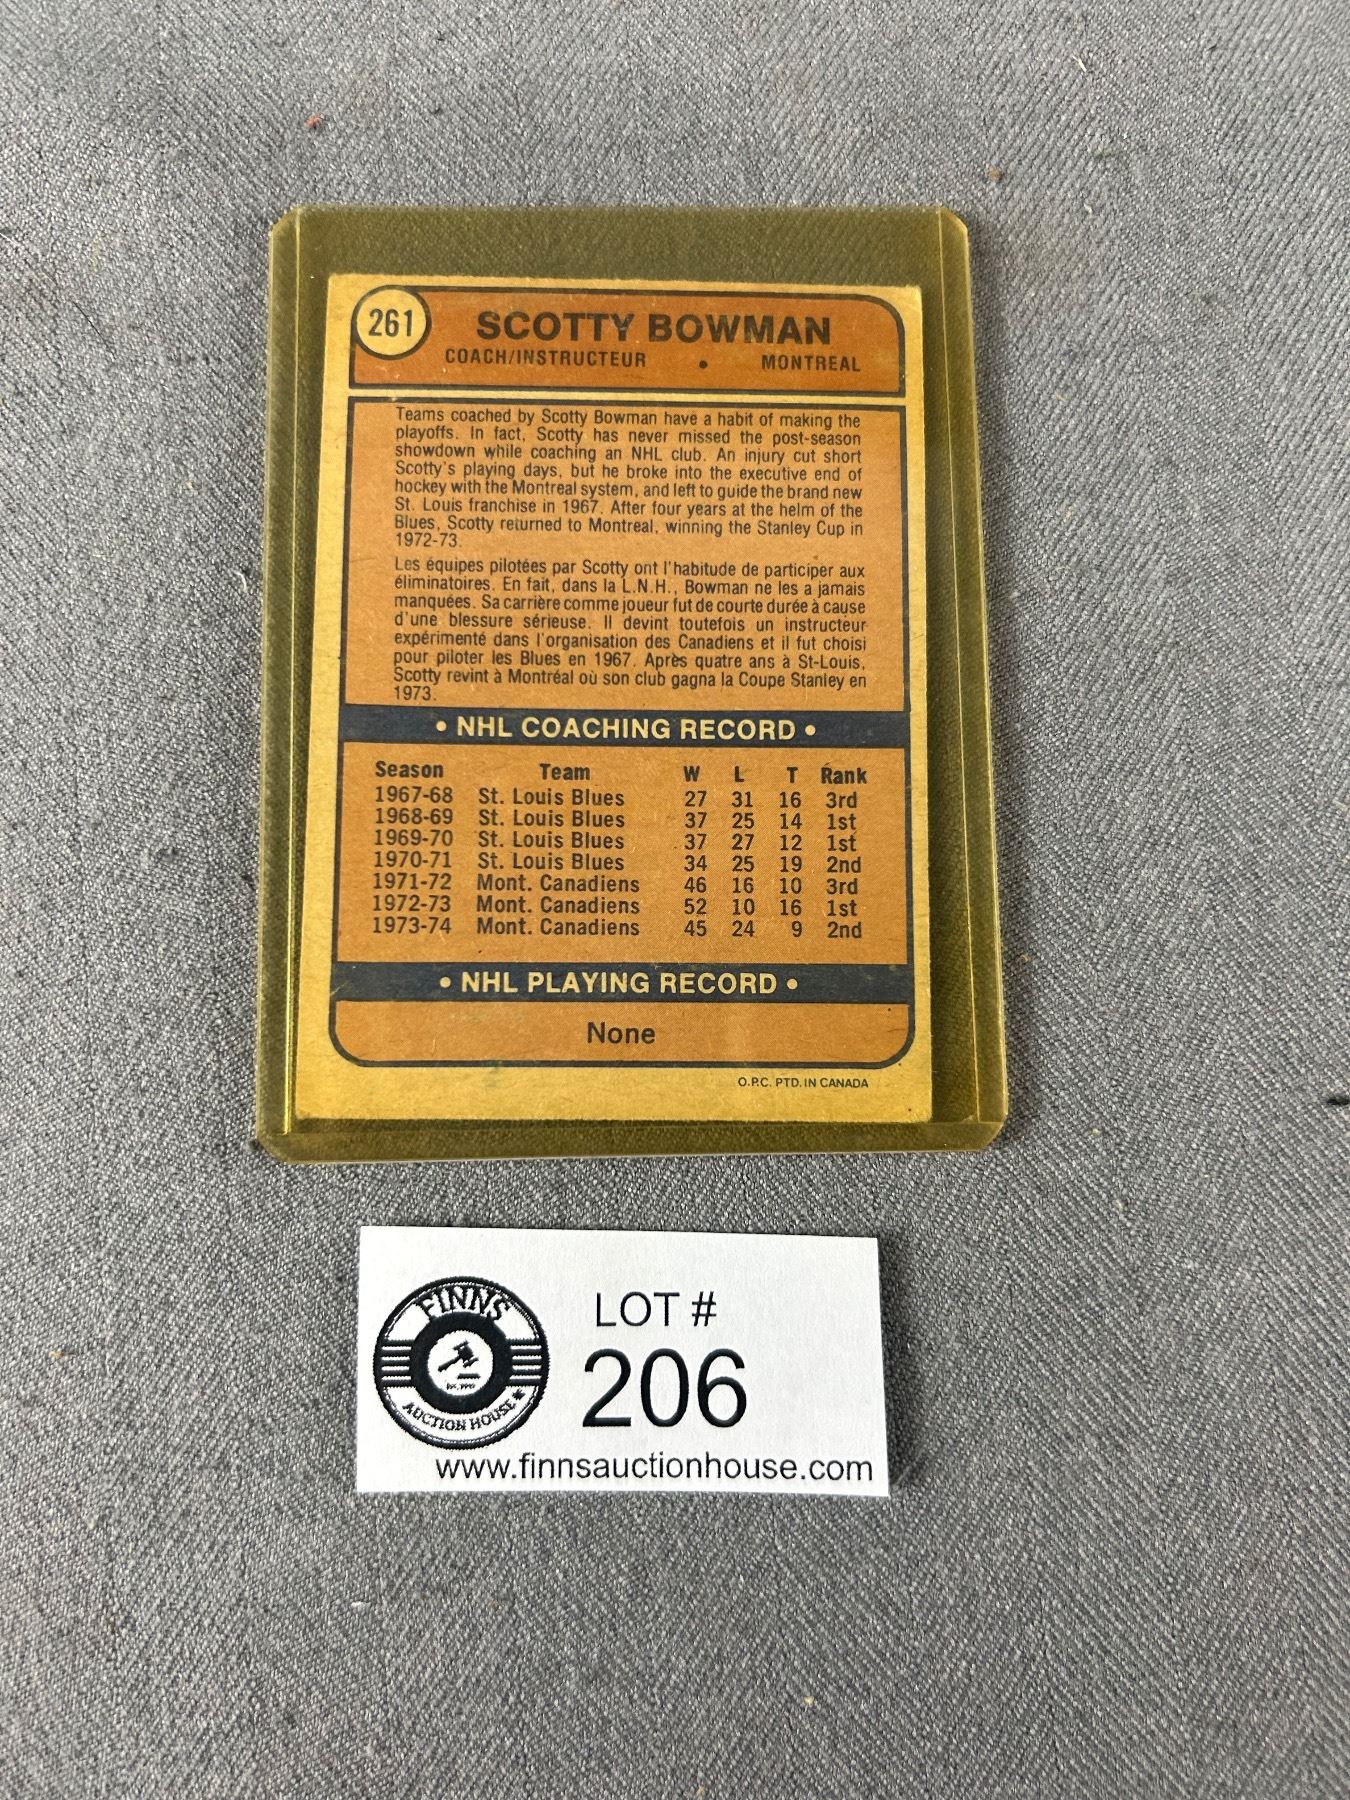 261
SCOTTY BOWMAN
COACH/INSTRUCTEUR • MONTREAL
Teams coached by Scotty Bowman have a habit of making the
playoffs. In fact, Scotty has never missed the post-season
showdown while coaching an NHL club. An injury cut short
Scotty's playing days, but he broke into the executive end of
hockey with the Montreal system, and left to guide the brand new
St. Louis franchise in 1967. After four years at the helm of the
Blues, Scotty returned to Montreal, winning the Stanley Cup in
1972-73.
Les équipes pilotées par Scotty ont l'habitude de participer aux
éliminatoires. En fait, dans la L.N.H., Bowman ne les a jamais
manquées. Sa carrière comme joueur fut de courte durée à cause
d'une blessure sérieuse. Il devint toutefois un instructeur
expérimenté dans l'organisation des Canadiens et il fut choisi
pour piloter les Blues en 1967. Après quatre ans à St-Louis,
Scotty revint à Montréal où son club gagna la Coupe Stanley en
1973.
• NHL COACHING RECORD •
Season Team W L T Rank
1967-68 St. Louis Blues 27 31 16 3rd
1968-69 St. Louis Blues 37 25 14 1st
1969-70 St. Louis Blues 37 27 12 1st
1970-71 St. Louis Blues 34 25 19 2nd
1971-72 Mont. Canadiens 46 16 10 3rd
1972-73 Mont. Canadiens 52 10 16 1st
1973-74 Mont. Canadiens 45 24 9 2nd
• NHL PLAYING RECORD •
None
O.P.C. PTD. IN CANADA
FINNS
AUCTION HOUSE
LOT #
206
www.finnsauctionhouse.com